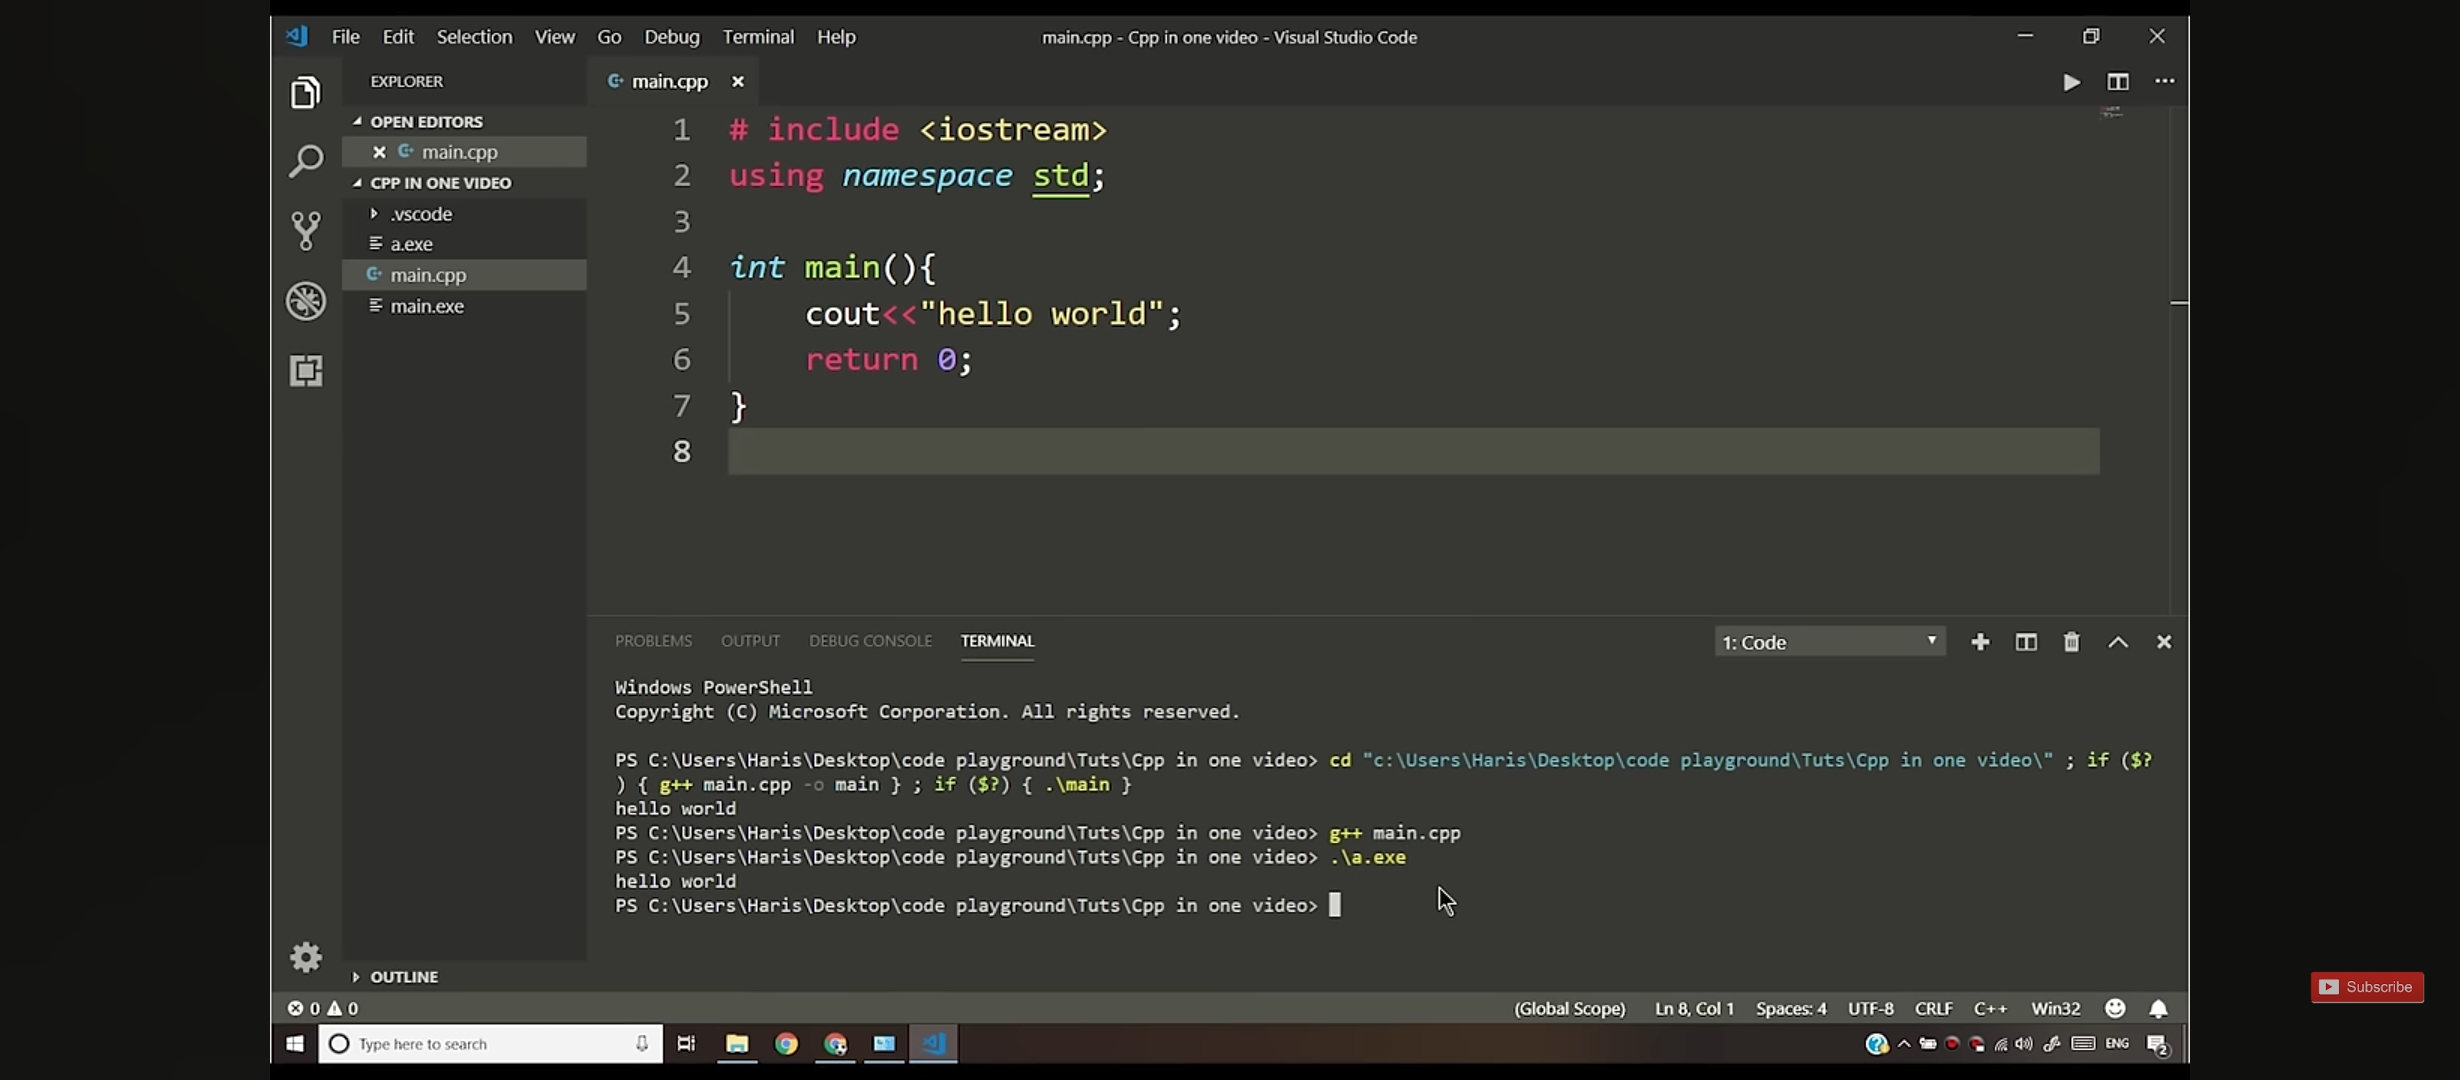 File Edit Selection View Go Debug Terminal Help main.cpp - Cpp in one video - Visual Studio Code
EXPLORER
OPEN EDITORS
main.cpp
CPP IN ONE VIDEO
.vscode
a.exe
main.cpp
main.exe
OUTLINE
main.cpp
1 # include <iostream>
2 using namespace std;
3
4 int main(){
5 cout<<"hello world";
6 return 0;
7 }
8
PROBLEMS OUTPUT DEBUG CONSOLE TERMINAL 1: Code
Windows PowerShell
Copyright (C) Microsoft Corporation. All rights reserved.
PS C:\Users\Haris\Desktop\code playground\Tuts\Cpp in one video> cd "c:\Users\Haris\Desktop\code playground\Tuts\Cpp in one video\" ; if ($?
) { g++ main.cpp -o main } ; if ($?) { .\main }
hello world
PS C:\Users\Haris\Desktop\code playground\Tuts\Cpp in one video> g++ main.cpp
PS C:\Users\Haris\Desktop\code playground\Tuts\Cpp in one video> .\a.exe
hello world
PS C:\Users\Haris\Desktop\code playground\Tuts\Cpp in one video>
0 0 (Global Scope) Ln 8, Col 1 Spaces: 4 UTF-8 CRLF C++ Win32
Type here to search ENG 2
Subscribe